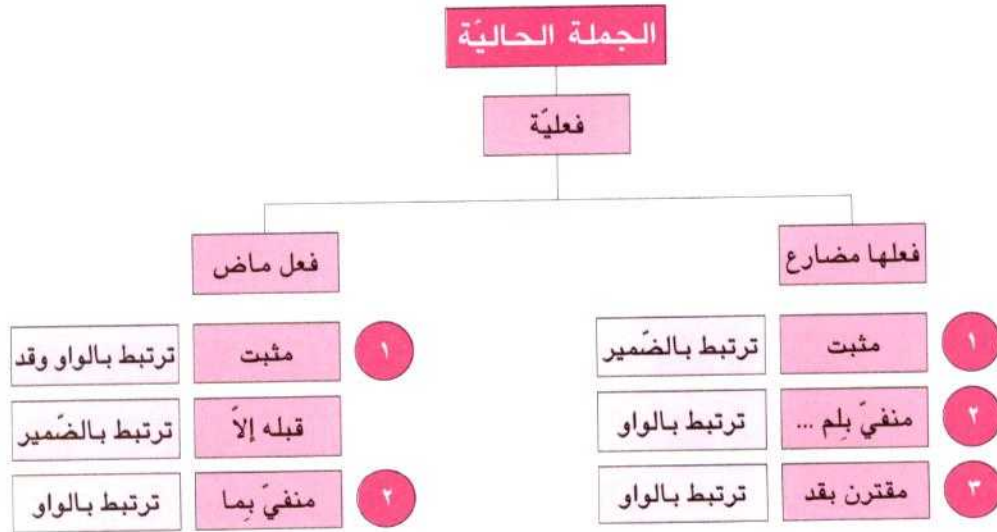 الجملة الحاليّة
فعليّة
فعلها مضارع
١ مثبت ترتبط بالضّمير
٢ منفيّ بِلم ... ترتبط بالواو
٣ مقترن بقد ترتبط بالواو
فعل ماض
١ مثبت ترتبط بالواو وقد
قبله إلاّ ترتبط بالضّمير
٢ منفيّ بِما ترتبط بالواو